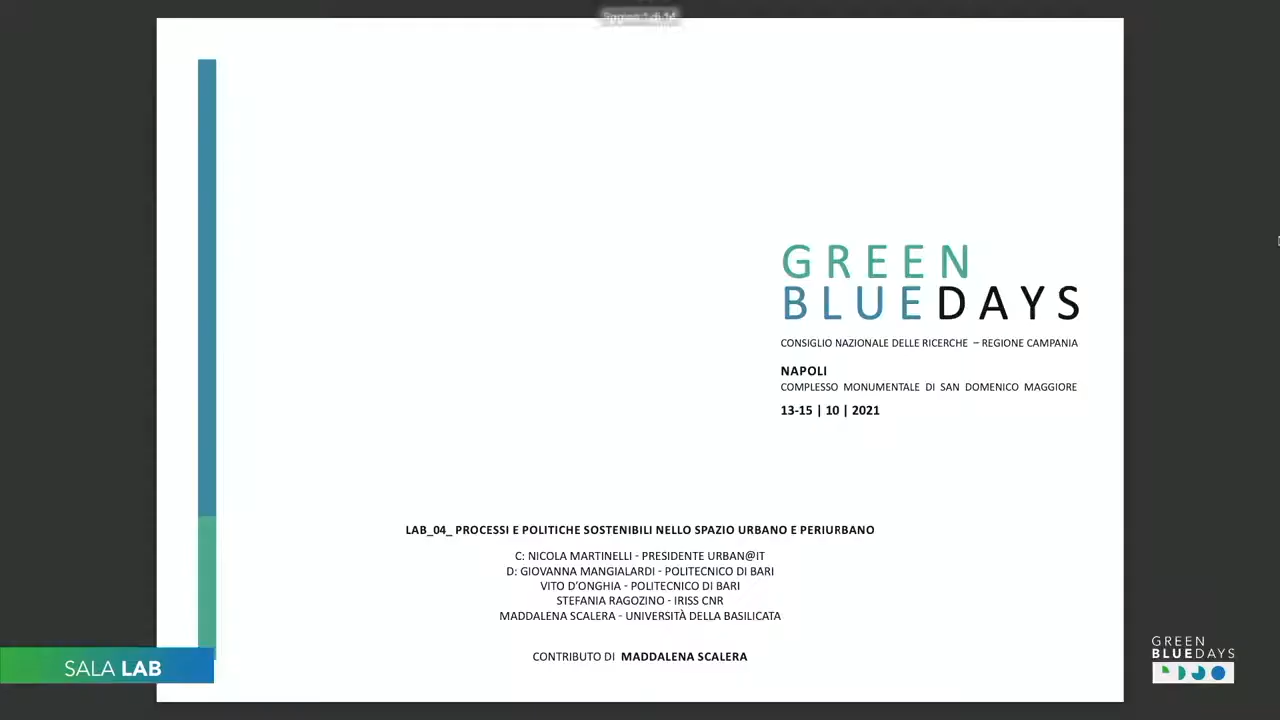 GREEN
BLUEDAYS
CONSIGLIO NAZIONALE DELLE RICERCHE – REGIONE CAMPANIA
NAPOLI
COMPLESSO MONUMENTALE DI SAN DOMENICO MAGGIORE
13-15 | 10 | 2021
LAB_04_ PROCESSI E POLITICHE SOSTENIBILI NELLO SPAZIO URBANO E PERIURBANO
C: NICOLA MARTINELLI - PRESIDENTE URBAN@IT
D: GIOVANNA MANGIALARDI - POLITECNICO DI BARI
VITO D'ONGHIA - POLITECNICO DI BARI
STEFANIA RAGOZINO - IRISS CNR
MADDALENA SCALERA - UNIVERSITÀ DELLA BASILICATA
CONTRIBUTO DI MADDALENA SCALERA
SALA LAB
GREEN
BLUEDAYS